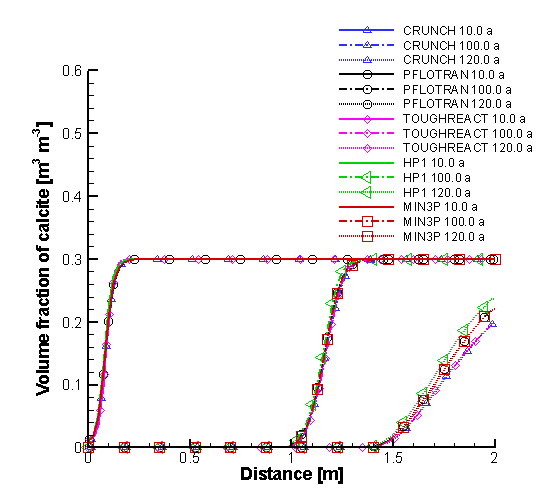 CRUNCH 10.0 a
CRUNCH 100.0 a
CRUNCH 120.0 a
PFLOTRAN 10.0 a
PFLOTRAN 100.0 a
PFLOTRAN 120.0 a
TOUGHREACT 10.0 a
TOUGHREACT 100.0 a
TOUGHREACT 120.0 a
HP1 10.0 a
HP1 100.0 a
HP1 120.0 a
MIN3P 10.0 a
MIN3P 100.0 a
MIN3P 120.0 a
Volume fraction of calcite [m³ m⁻³]
0.6
0.5
0.4
0.3
0.2
0.1
0
0 0.5 1 1.5 2
Distance [m]